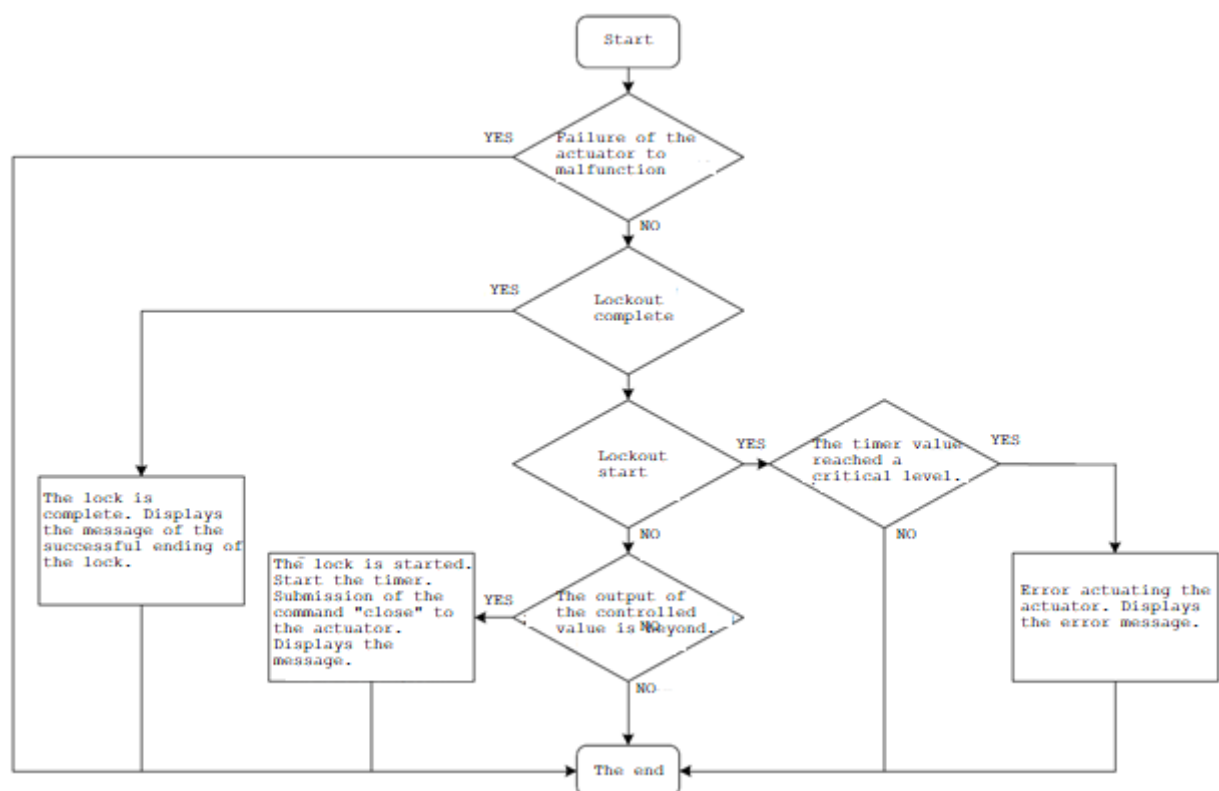 Start
YES
Failure of the
actuator to
malfunction
NO
YES
Lockout
complete
Lockout
start
YES
The timer value
reached a
critical level.
YES
The lock is
complete. Displays
the message of the
successful ending of
the lock.
NO
NO
The lock is started.
Start the timer.
Submission of the
command "close" to
the actuator.
Displays the
message.
YES
The output of
the controlled
value is beyond.
NO
Error actuating the
actuator. Displays
the error message.
NO
The end